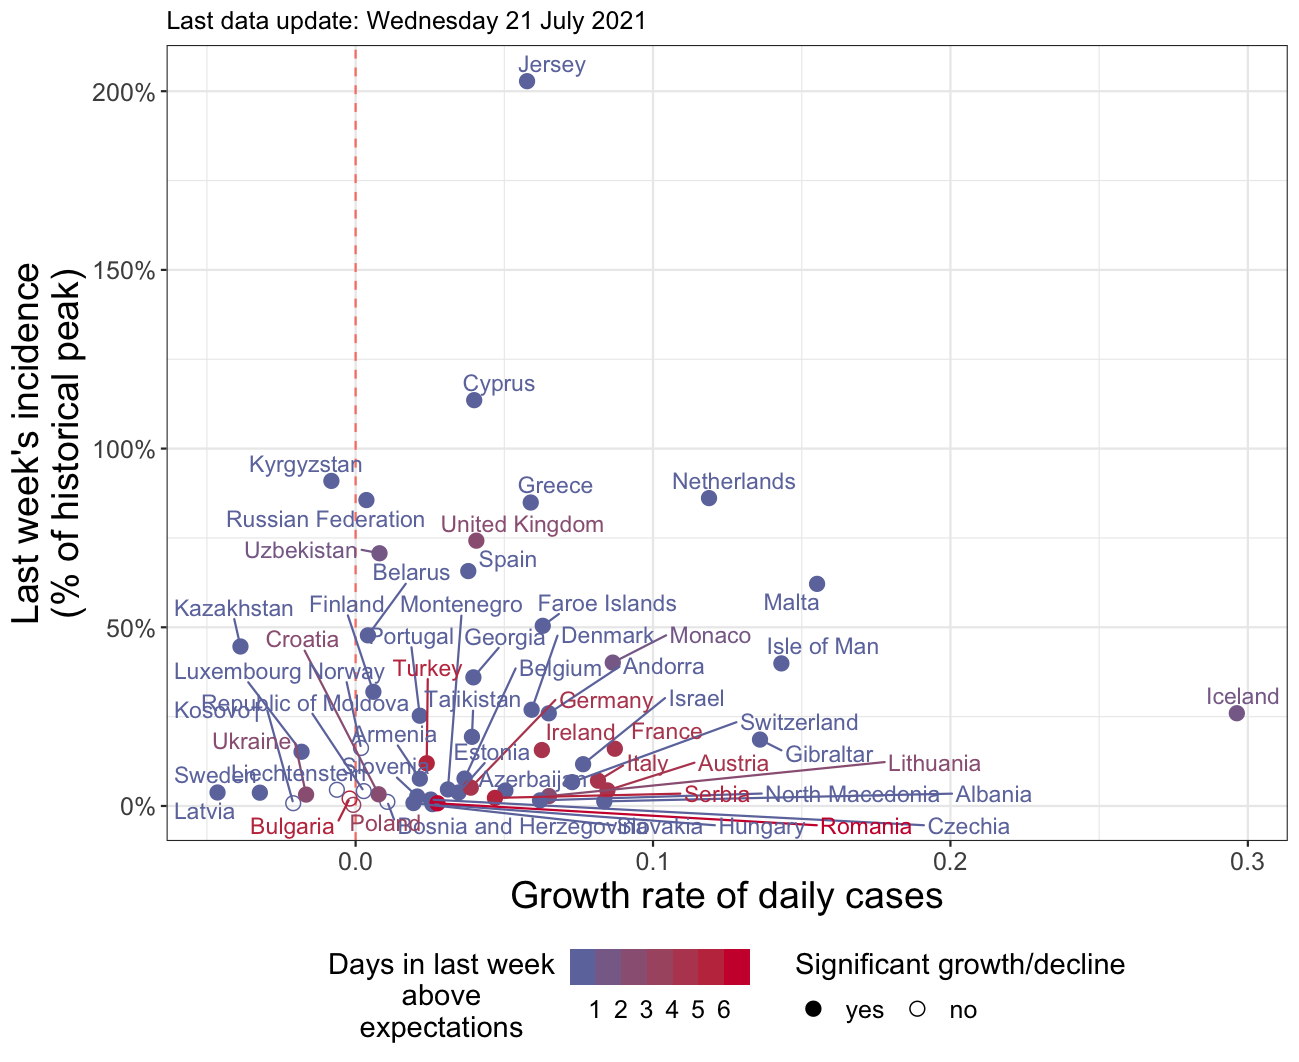 Last data update: Wednesday 21 July 2021
Last week's incidence
(% of historical peak)
200%
150%
100%
50%
0%
Jersey
Cyprus
Kyrgyzstan
Netherlands
Greece
Russian Federation
United Kingdom
Uzbekistan
Spain
Belarus
Malta
Kazakhstan
Finland
Montenegro
Faroe Islands
Croatia
Portugal
Georgia
Denmark
Monaco
Isle of Man
Luxembourg
Norway
Turkey
Belgium
Andorra
Iceland
Kosovo†
Republic of Moldova
Tajikistan
Germany
Israel
Ukraine
Armenia
Ireland
France
Switzerland
Estonia
Gibraltar
Sweden
Liechtenstein
Slovenia
Azerbaijan
Italy
Austria
Lithuania
Serbia
North Macedonia
Albania
Latvia
Bulgaria
Poland
Bosnia and Herzegovina
Slovakia
Hungary
Romania
Czechia
0.0
0.1
0.2
0.3
Growth rate of daily cases
Days in last week
above
expectations
1 2 3 4 5 6
Significant growth/decline
yes
no